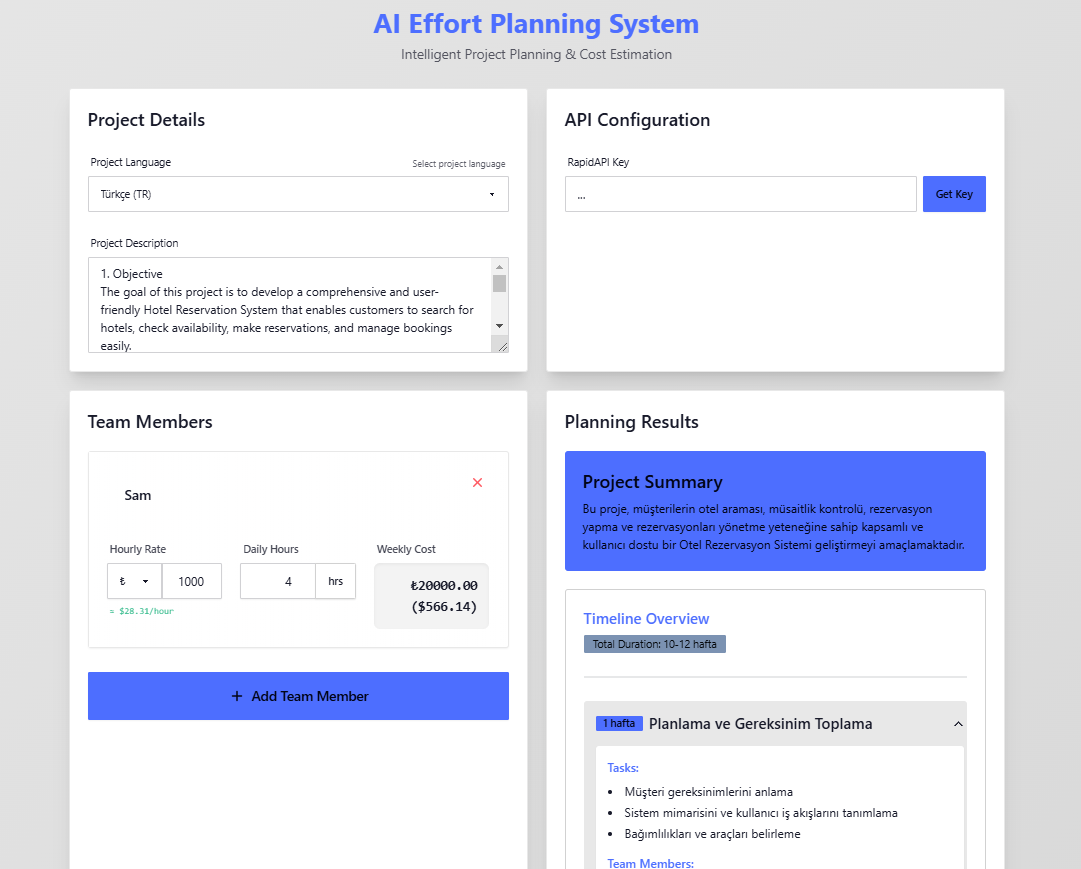 AI Effort Planning System
Intelligent Project Planning & Cost Estimation
Project Details
Project Language
Select project language
Türkçe (TR)
Project Description
1. Objective
The goal of this project is to develop a comprehensive and user-
friendly Hotel Reservation System that enables customers to search for
hotels, check availability, make reservations, and manage bookings
easily.
API Configuration
RapidAPI Key
...
Get Key
Team Members
Sam
Hourly Rate
Daily Hours
Weekly Cost
₺
1000
4
hrs
₺20000.00
($566.14)
≈ $28.31/hour
+ Add Team Member
Planning Results
Project Summary
Bu proje, müşterilerin otel araması, müsaitlik kontrolü, rezervasyon
yapma ve rezervasyonları yönetme yeteneğine sahip kapsamlı ve
kullanıcı dostu bir Otel Rezervasyon Sistemi geliştirmeyi amaçlamaktadır.
Timeline Overview
Total Duration: 10-12 hafta
1 hafta Planlama ve Gereksinim Toplama
Tasks:
• Müşteri gereksinimlerini anlama
• Sistem mimarisini ve kullanıcı iş akışlarını tanımlama
• Bağımlılıkları ve araçları belirleme
Team Members: